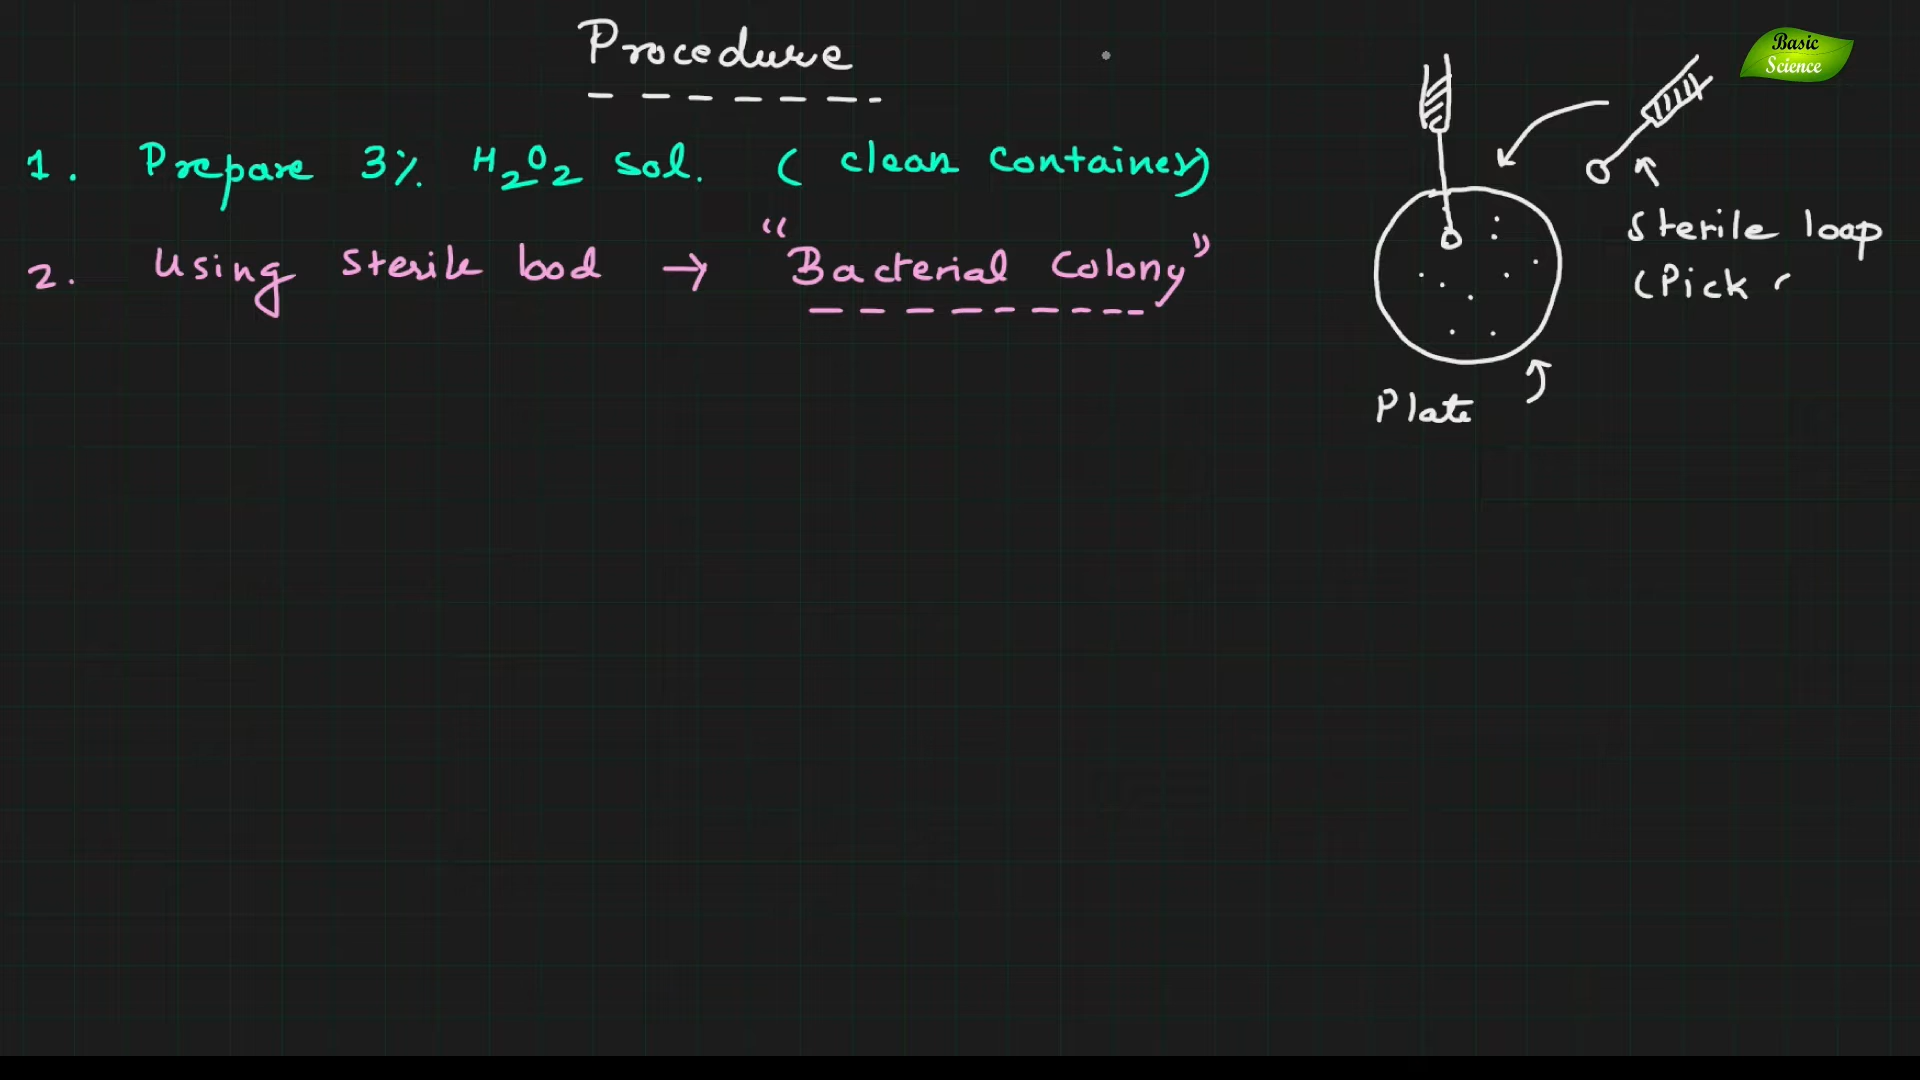 Procedure
1. Prepare 3% H2O2 sol. (clean container)
2. Using sterile bod → "Bacterial Colony"
Basic
Science
sterile loop
(Pick
Plate